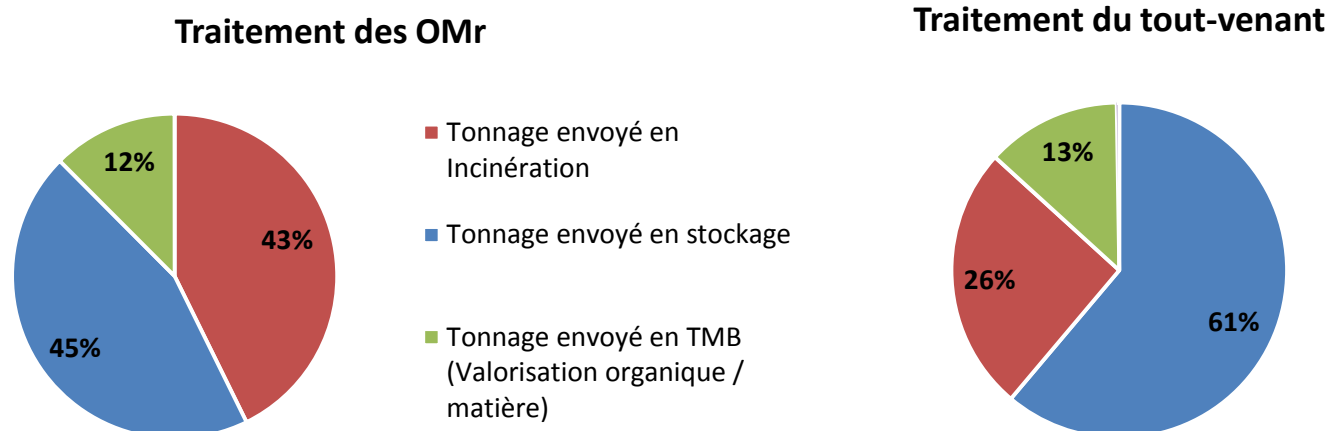 Traitement des OMr
12%
43%
45%
Tonnage envoyé en
Incinération
Tonnage envoyé en stockage
Tonnage envoyé en TMB
(Valorisation organique /
matière)
Traitement du tout-venant
13%
26%
61%